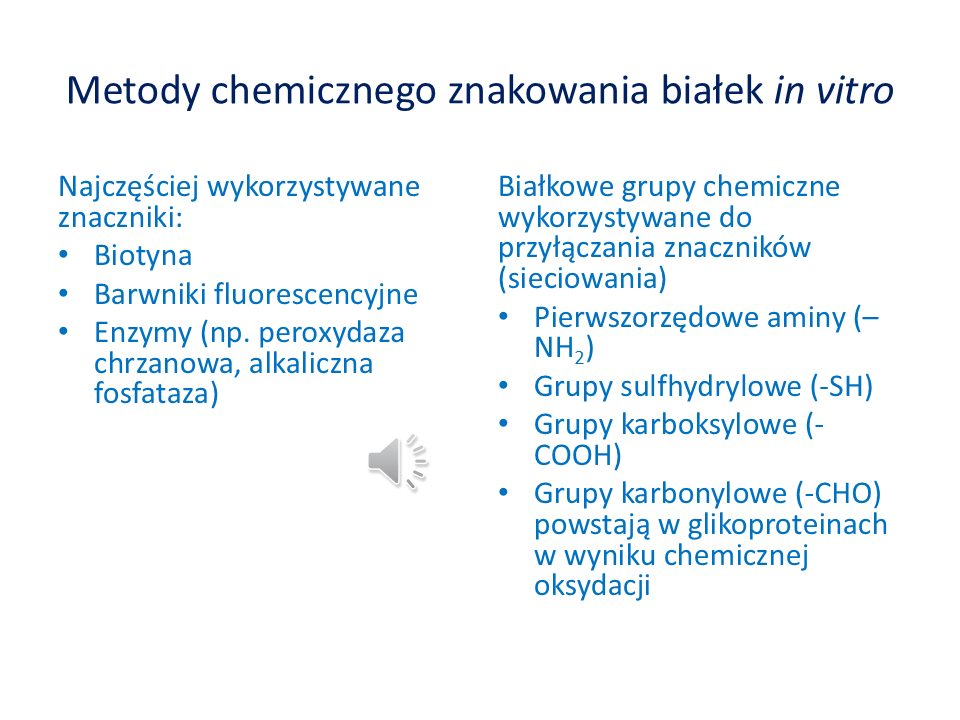 Metody chemicznego znakowania białek in vitro
Najczęściej wykorzystywane
znaczniki:
• Biotyna
• Barwniki fluorescencyjne
• Enzymy (np. peroxydaza
chrzanowa, alkaliczna
fosfataza)
Białkowe grupy chemiczne
wykorzystywane do
przyłączania znaczników
(sieciowania)
• Pierwszorzędowe aminy (–
NH₂)
• Grupy sulfhydrylowe (-SH)
• Grupy karboksylowe (-
COOH)
• Grupy karbonylowe (-CHO)
powstają w glikoproteinach
w wyniku chemicznej
oksydacji